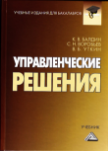 УЧЕБНЫЕ ИЗДАНИЯ ДЛЯ БАКАЛАВРОВ
К. В. БАЛДИН
С. Н. ВОРОБЬЕВ
В. Б. УТКИН
УПРАВЛЕНЧЕСКИЕ
РЕШЕНИЯ
УЧЕБНИК